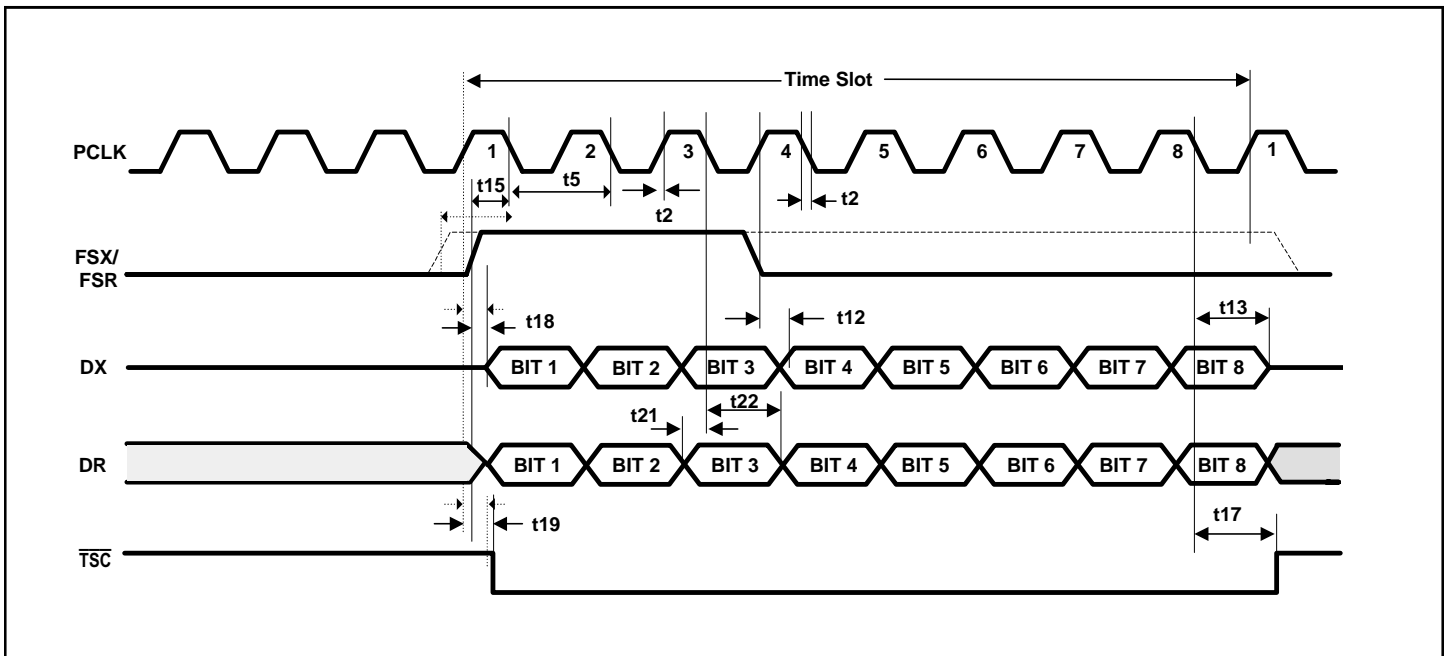 Time Slot
PCLK
1 2 3 4 5 6 7 8 1
t15
t5
t2
t2
FSX/
FSR
t18
t12
t13
DX
BIT 1 BIT 2 BIT 3 BIT 4 BIT 5 BIT 6 BIT 7 BIT 8
t21
t22
DR
BIT 1 BIT 2 BIT 3 BIT 4 BIT 5 BIT 6 BIT 7 BIT 8
t19
t17
TSC